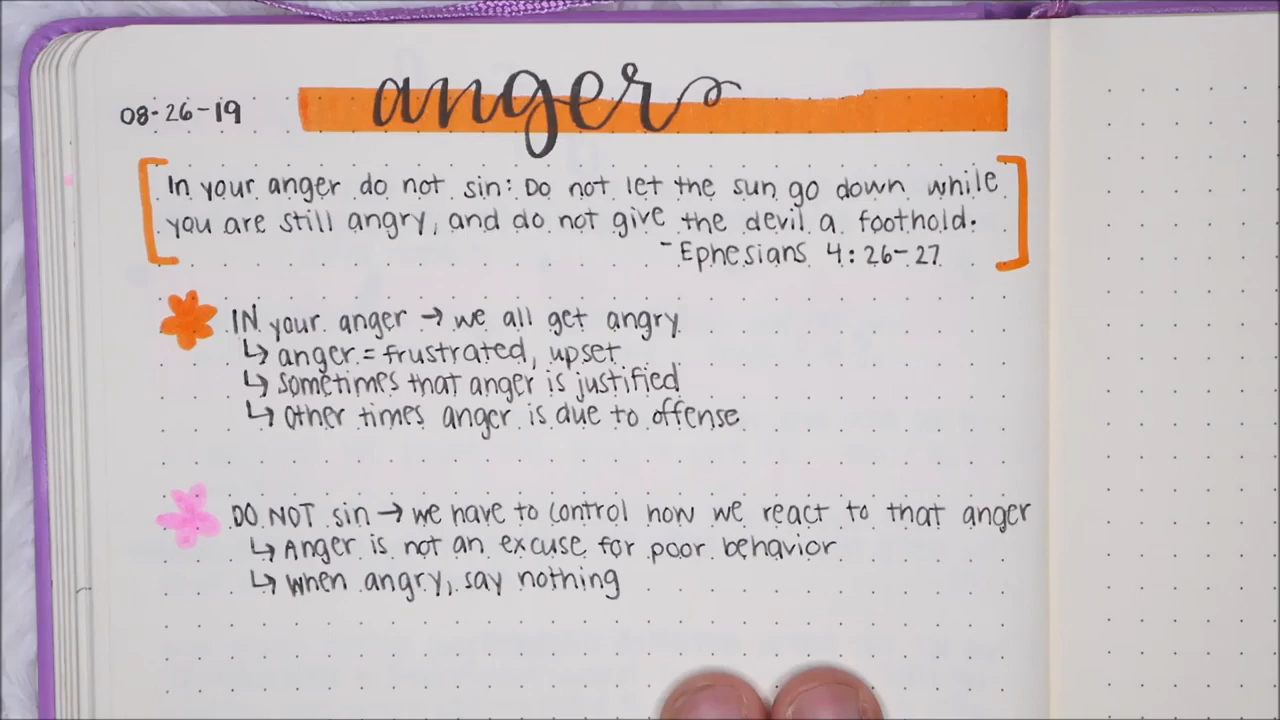 anger
08-26-19
In your anger do not sin: Do not let the sun go down while
you are still angry, and do not give the devil a foothold.
- Ephesians 4:26-27
IN your anger → we all get angry
↳ anger = frustrated, upset
↳ sometimes that anger is justified
↳ other times anger is due to offense
DO NOT sin → we have to control how we react to that anger
↳ Anger is not an excuse for poor behavior
↳ when angry, say nothing